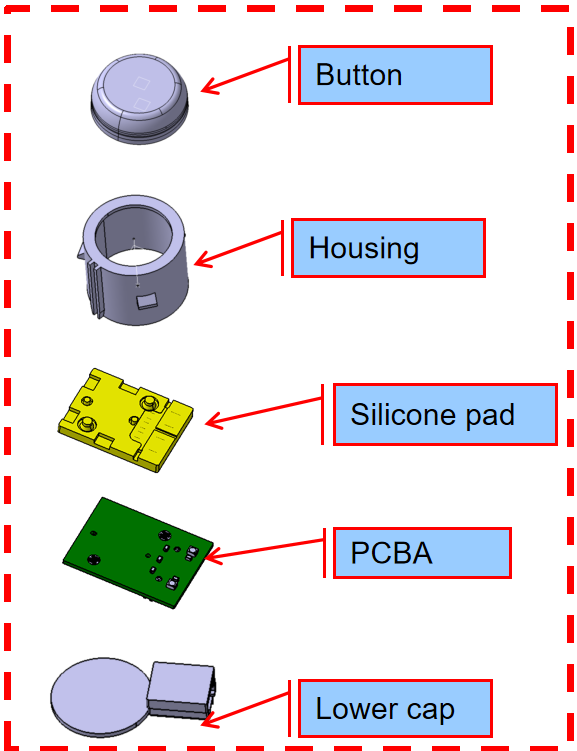 Button
Housing
Silicone pad
PCBA
Lower cap